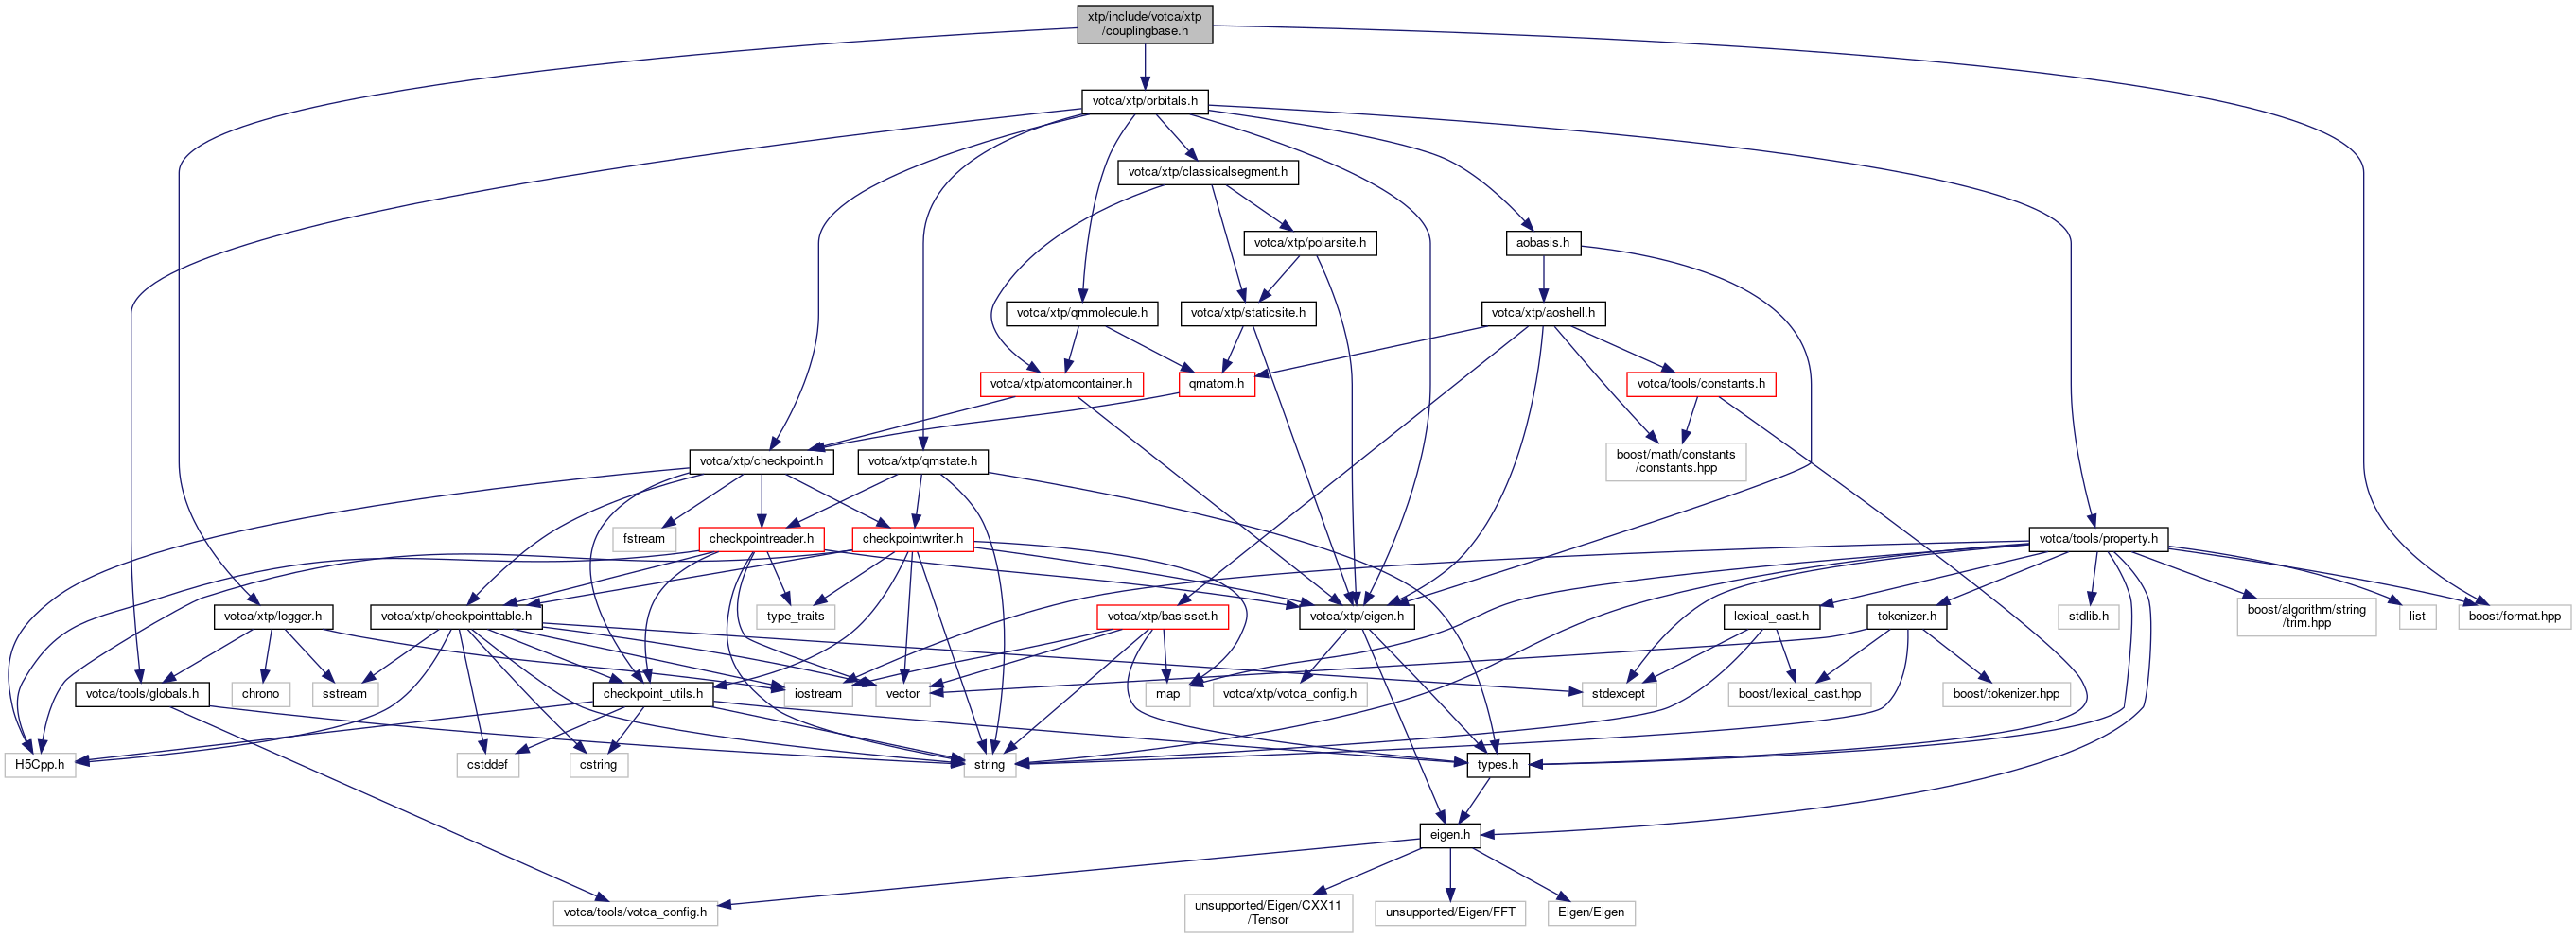 xtp/include/votca/xtp
/couplingbase.h
votca/xtp/orbitals.h
votca/xtp/classicalsegment.h
votca/xtp/polarsite.h
aobasis.h
votca/xtp/qmmolecule.h
votca/xtp/staticsite.h
votca/xtp/aoshell.h
votca/xtp/atomcontainer.h
qmatom.h
votca/tools/constants.h
boost/math/constants
/constants.hpp
votca/xtp/checkpoint.h
votca/xtp/qmstate.h
fstream
checkpointreader.h
checkpointwriter.h
votca/tools/property.h
votca/xtp/logger.h
votca/xtp/checkpointtable.h
type_traits
votca/xtp/basisset.h
votca/xtp/eigen.h
lexical_cast.h
tokenizer.h
stdlib.h
boost/algorithm/string
/trim.hpp
list
boost/format.hpp
votca/tools/globals.h
chrono
sstream
checkpoint_utils.h
iostream
vector
map
votca/xtp/votca_config.h
stdexcept
boost/lexical_cast.hpp
boost/tokenizer.hpp
H5Cpp.h
cstddef
cstring
string
types.h
eigen.h
votca/tools/votca_config.h
unsupported/Eigen/CXX11
/Tensor
unsupported/Eigen/FFT
Eigen/Eigen